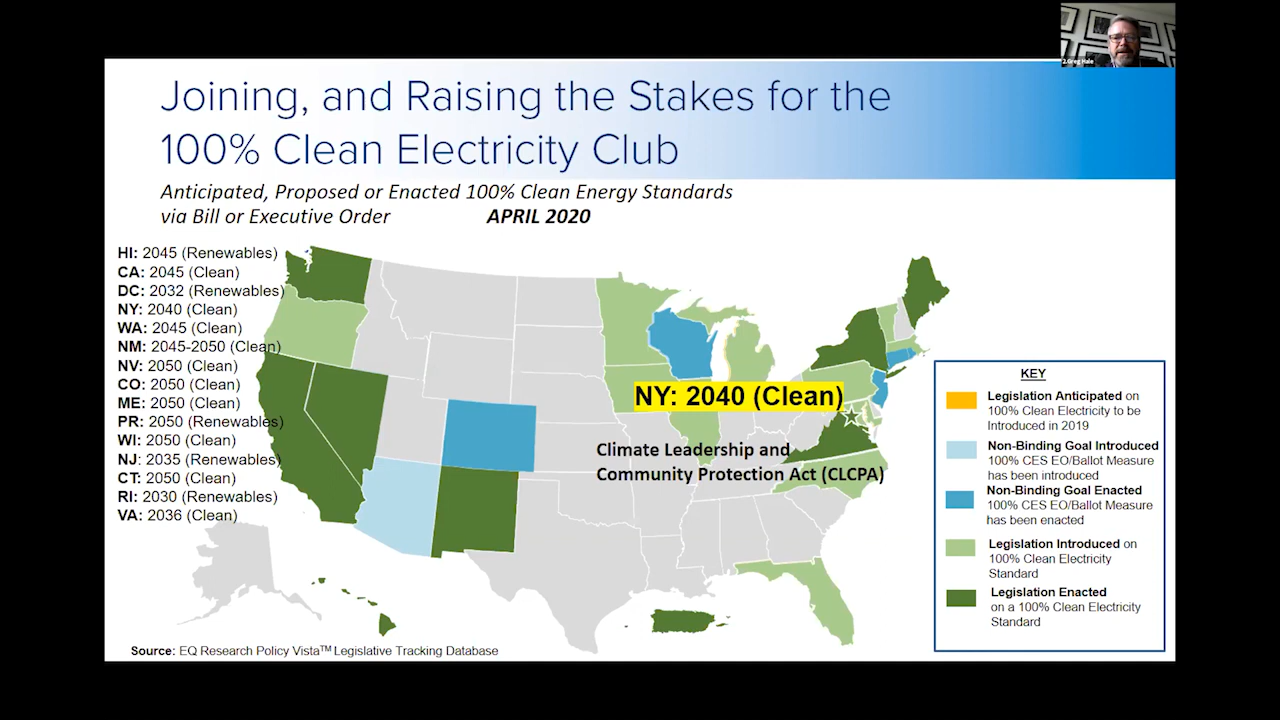 2.Greg Hale
Joining, and Raising the Stakes for the
100% Clean Electricity Club
Anticipated, Proposed or Enacted 100% Clean Energy Standards
via Bill or Executive Order APRIL 2020
HI: 2045 (Renewables)
CA: 2045 (Clean)
DC: 2032 (Renewables)
NY: 2040 (Clean)
WA: 2045 (Clean)
NM: 2045-2050 (Clean)
NV: 2050 (Clean)
CO: 2050 (Clean)
ME: 2050 (Clean)
PR: 2050 (Renewables)
WI: 2050 (Clean)
NJ: 2035 (Renewables)
CT: 2050 (Clean)
RI: 2030 (Renewables)
VA: 2036 (Clean)
NY: 2040 (Clean)
Climate Leadership and
Community Protection Act (CLCPA)
KEY
Legislation Anticipated on
100% Clean Electricity to be
Introduced in 2019
Non-Binding Goal Introduced
100% CES EO/Ballot Measure
has been introduced
Non-Binding Goal Enacted
100% CES EO/Ballot Measure
has been enacted
Legislation Introduced on
100% Clean Electricity
Standard
Legislation Enacted
on a 100% Clean Electricity
Standard
Source: EQ Research Policy Vista™ Legislative Tracking Database